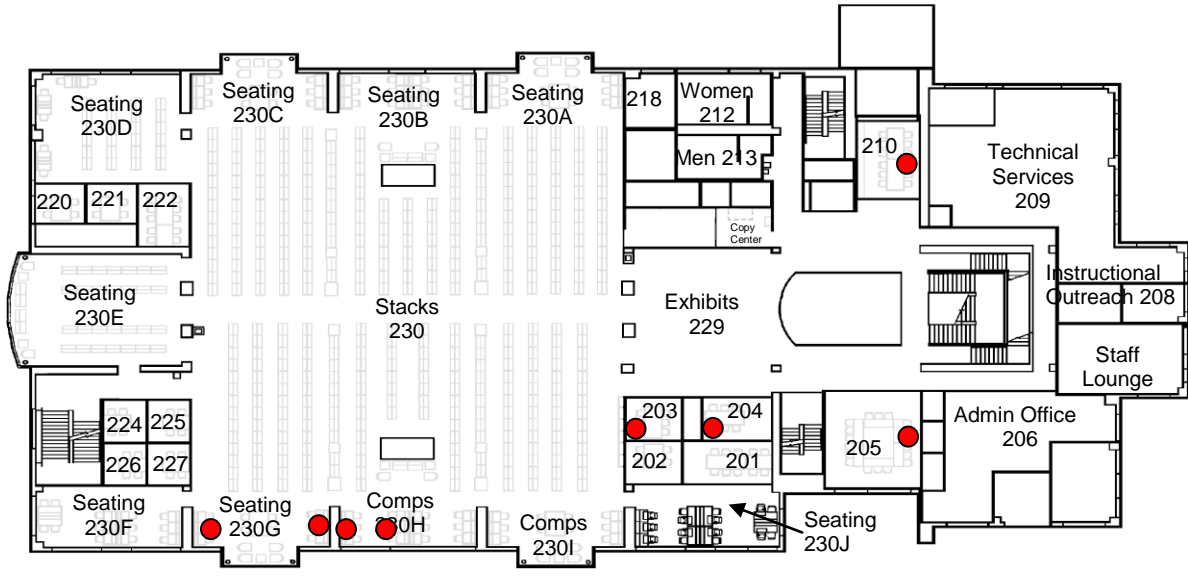 Seating
230D
Seating
230C
Seating
230B
Seating
230A
218
Women
212
Men 213
210
Technical
Services
209
220
221
222
Copy
Center
Seating
230E
Stacks
230
Exhibits
229
Instructional
Outreach 208
Staff
Lounge
203
204
202
201
205
Admin Office
206
224
225
226
227
Seating
230F
Seating
230G
Comps
230H
Comps
230I
Seating
230J